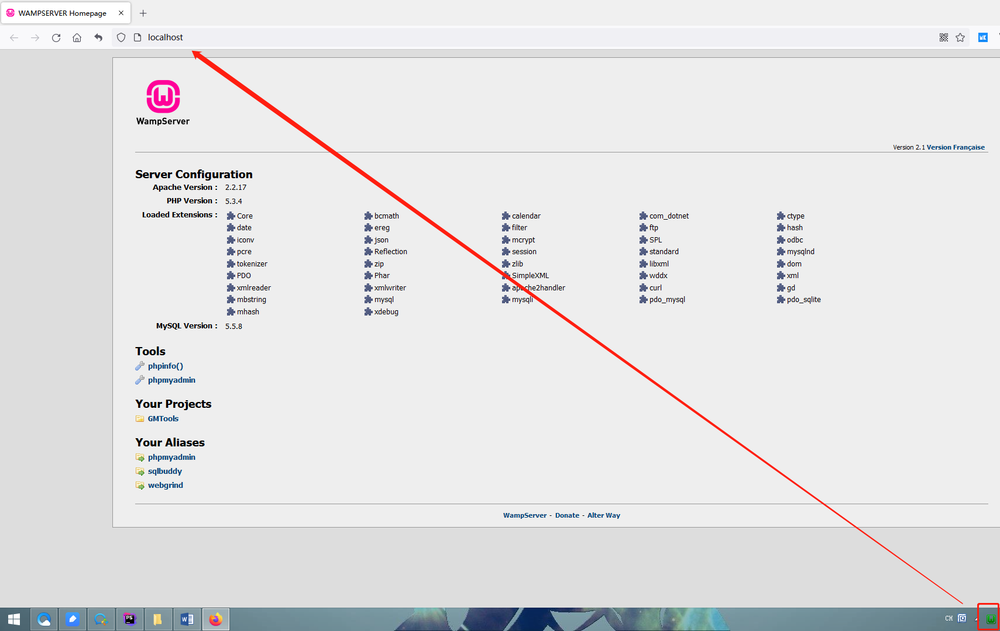 WAMPSERVER Homepage
localhost
WampServer
Version 2.1 Version Française
Server Configuration
Apache Version : 2.2.17
PHP Version : 5.3.4
Loaded Extensions : Core bcmath calendar com_dotnet ctype
date ereg filter ftp hash
iconv json mcrypt SPL odbc
pcre Reflection session standard mysqlnd
tokenizer zip zlib libxml dom
PDO Phar SimpleXML wddx xml
xmlreader xmlwriter apache2handler curl gd
mbstring mysql mysqli pdo_mysql pdo_sqlite
mhash xdebug
MySQL Version : 5.5.8
Tools
phpinfo()
phpmyadmin
Your Projects
GMTools
Your Aliases
phpmyadmin
sqlbuddy
webgrind
WampServer - Donate - Alter Way
PS
CH